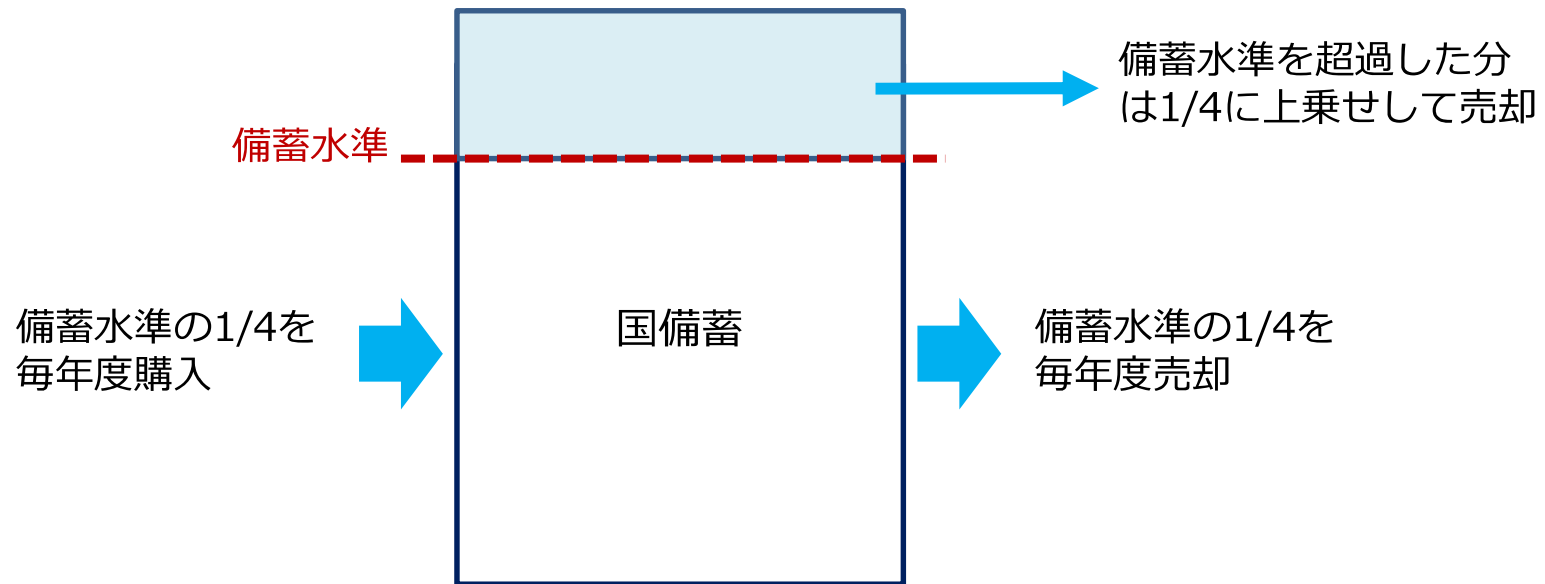 備蓄水準を超過した分
は1/4に上乗せして売却
備蓄水準
備蓄水準の1/4を
毎年度購入
国備蓄
備蓄水準の1/4を
毎年度売却